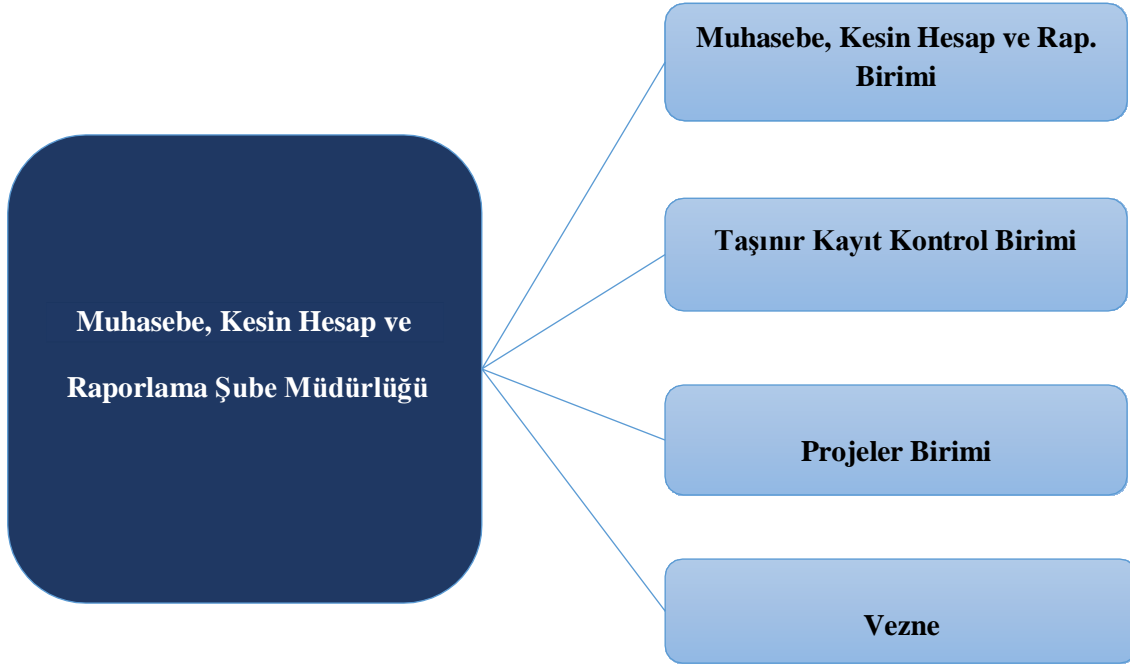 Muhasebe, Kesin Hesap ve
Raporlama Şube Müdürlüğü
Muhasebe, Kesin Hesap ve Rap.
Birimi
Taşınır Kayıt Kontrol Birimi
Projeler Birimi
Vezne